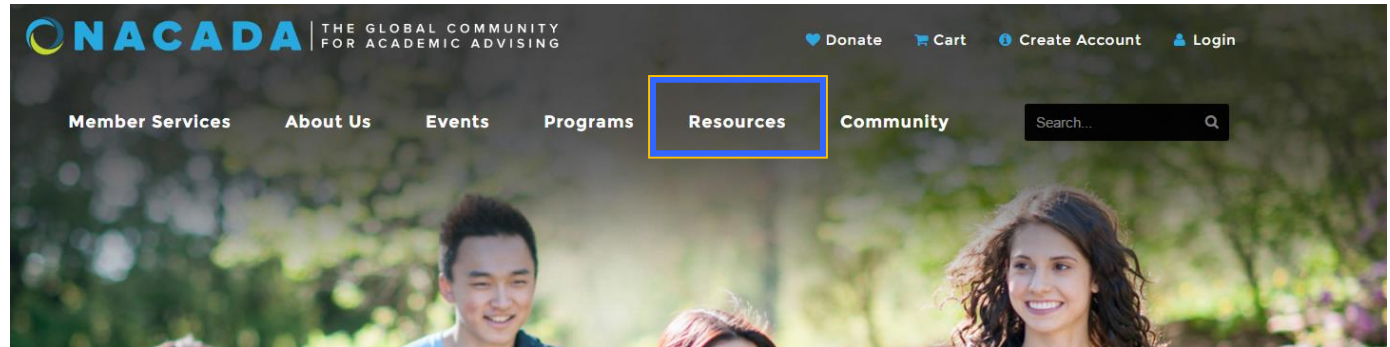 NACADA THE GLOBAL COMMUNITY
FOR ACADEMIC ADVISING
Donate Cart Create Account Login
Member Services About Us Events Programs Resources Community Search...